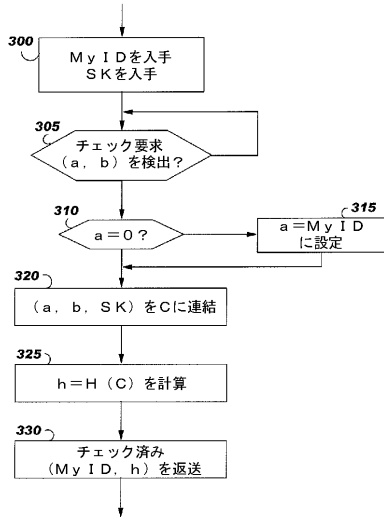 300
MyIDを入手
SKを入手
305
チェック要求
(a, b)を検出?
310
a=0?
315
a=MyID
に設定
320
(a, b, SK)をCに連結
325
h=H(C)を計算
330
チェック済み
(MyID, h)を返送